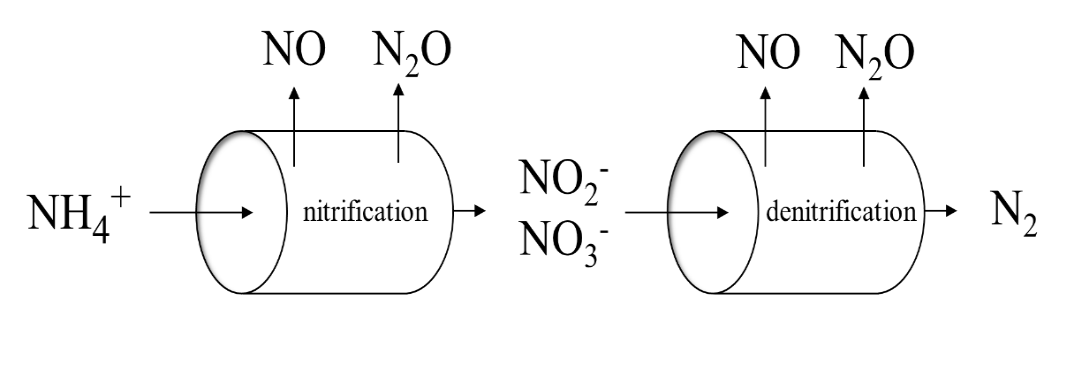 NO N₂O NO N₂O
NH₄⁺ nitrification NO₂⁻ denitrification N₂
NO₃⁻